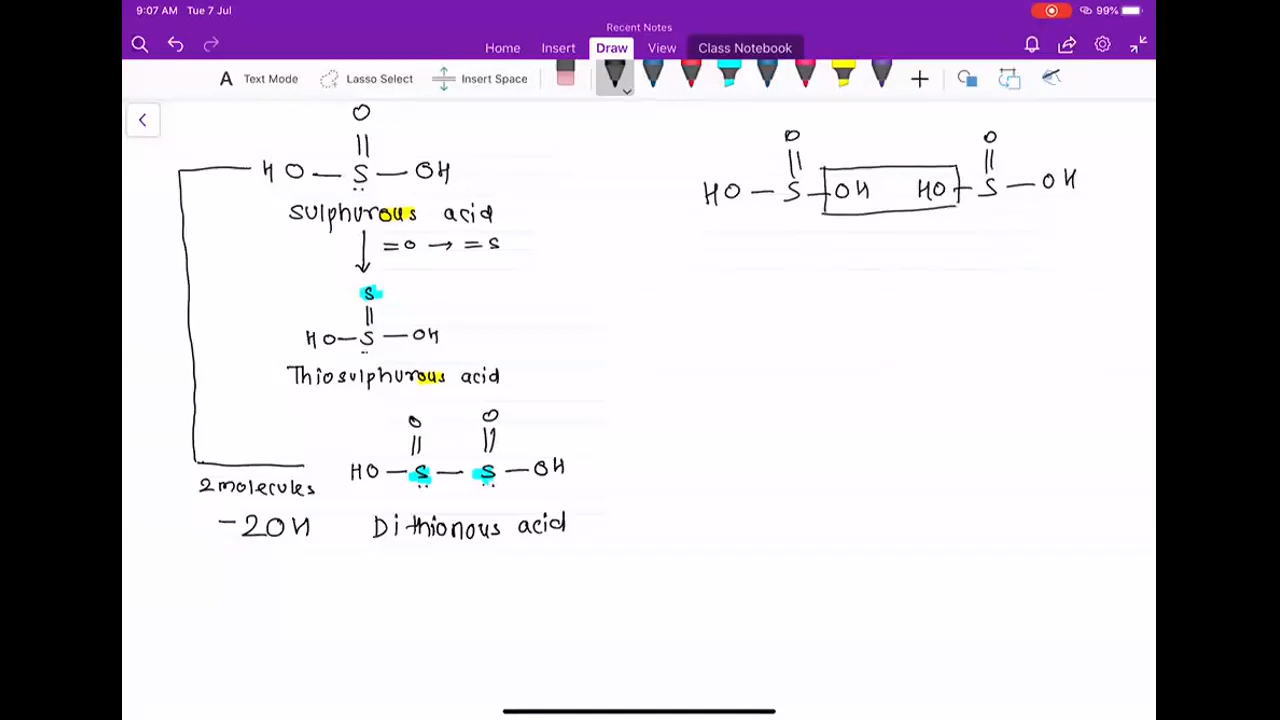 9:07 AM Tue 7 Jul
99%
Recent Notes
Home Insert Draw View Class Notebook
Text Mode Lasso Select Insert Space
O
||
HO — S — OH
..
Sulphurous acid
=O → =S
S
||
HO—S—OH
..
Thiosulphurous acid
O O
|| ||
HO — S — S — OH
.. ..
2 molecules
-2OH
Dithionous acid
O O
|| ||
HO — S — OH HO — S — OH